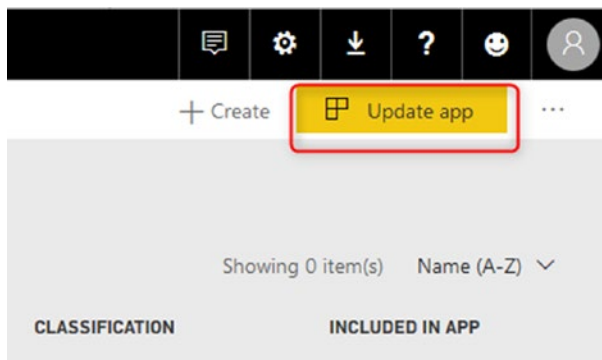 ?
+ Create Update app ...
Showing 0 item(s) Name (A-Z)
CLASSIFICATION INCLUDED IN APP